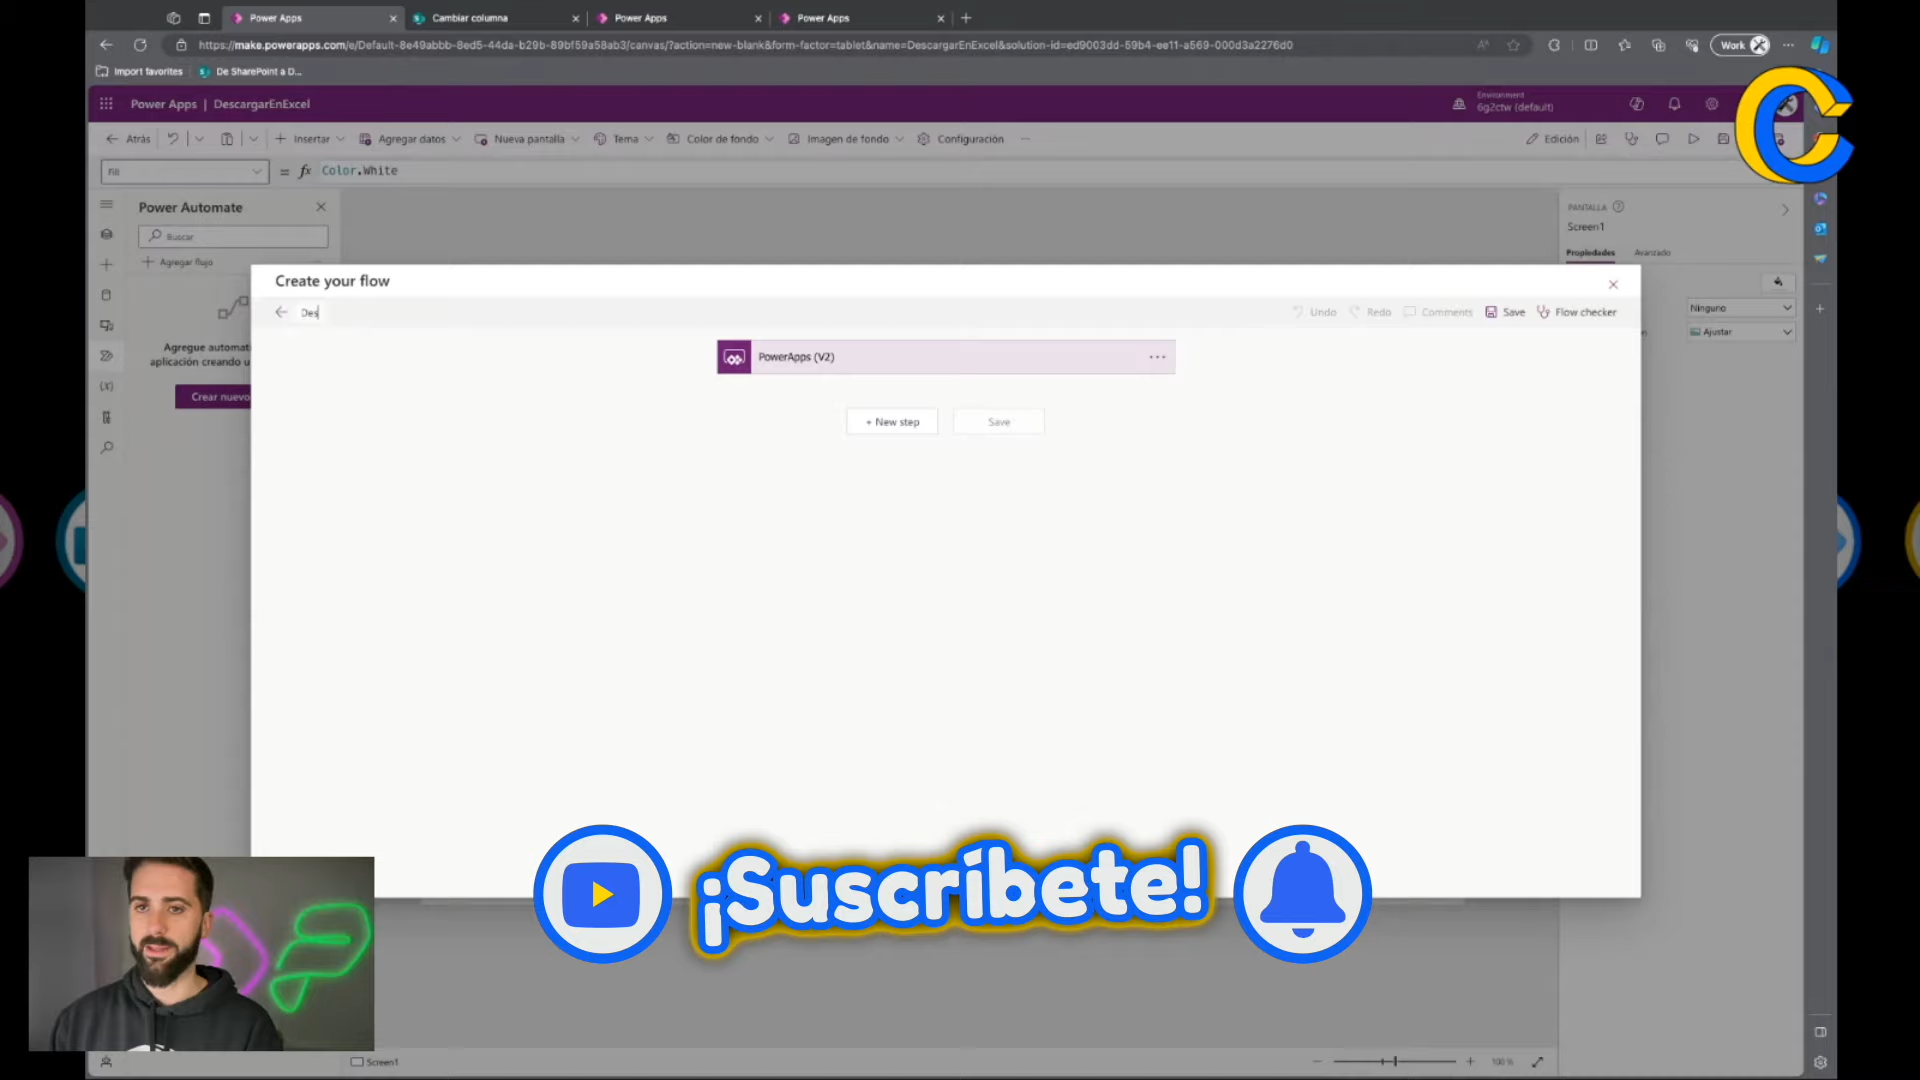 Power Apps
Cambiar columna
Power Apps
Power Apps
https://make.powerapps.com/e/Default-8e49abbb-8ed5-44da-b29b-89bf59a58ab3/canvas/?action=new-blank&form-factor=tablet&name=DescargarEnExcel&solution-id=ed9003dd-59b4-ee11-a569-000d3a2276d0
Work
Import favorites
De SharePoint a D...
Power Apps | DescargarEnExcel
Environment
6g2ctw (default)
Atrás
Insertar
Agregar datos
Nueva pantalla
Tema
Color de fondo
Imagen de fondo
Configuración
Edición
Fill
= fx Color.White
Power Automate
Buscar
Agregar flujo
Agregue automat
aplicación creando u
Crear nuevo
PANTALLA
Screen1
Propiedades
Avanzado
Ninguno
Ajustar
Create your flow
Des
Undo
Redo
Comments
Save
Flow checker
PowerApps (V2)
+ New step
Save
¡Suscríbete!
Screen1
100 %